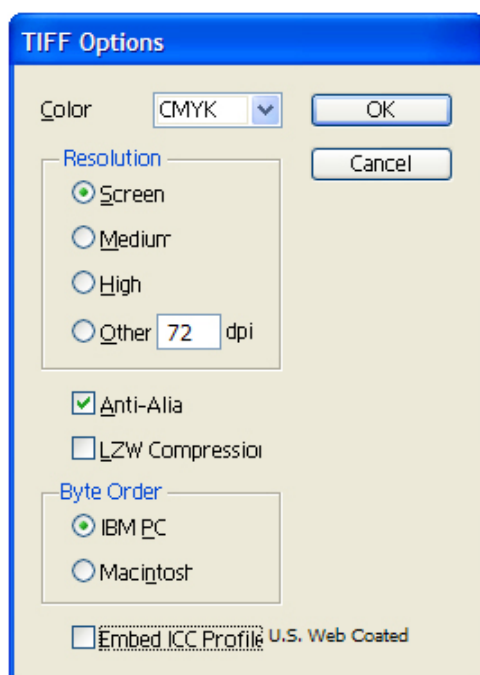 TIFF Options
Color CMYK OK
Resolution Cancel
Screen
Medium
High
Other 72 dpi
Anti-Alia
LZW Compressio
Byte Order
IBM PC
Macintosh
Embed ICC Profile U.S. Web Coated